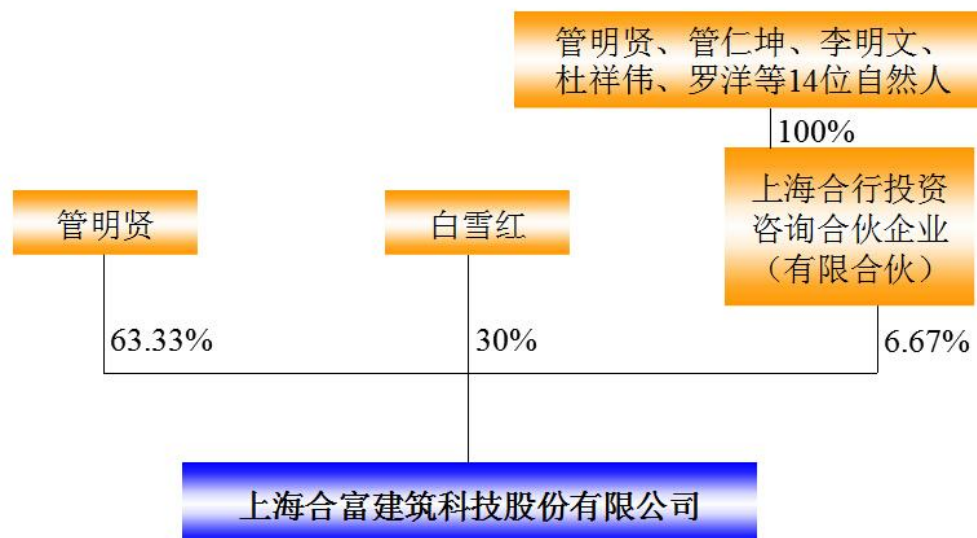 管明贤、管仁坤、李明文、
杜祥伟、罗洋等14位自然人
100%
管明贤
白雪红
上海合行投资
咨询合伙企业
（有限合伙）
63.33%
30%
6.67%
上海合富建筑科技股份有限公司